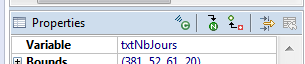 Properties
Variable txtNbJours
Bounds (381, 52, 61, 20)